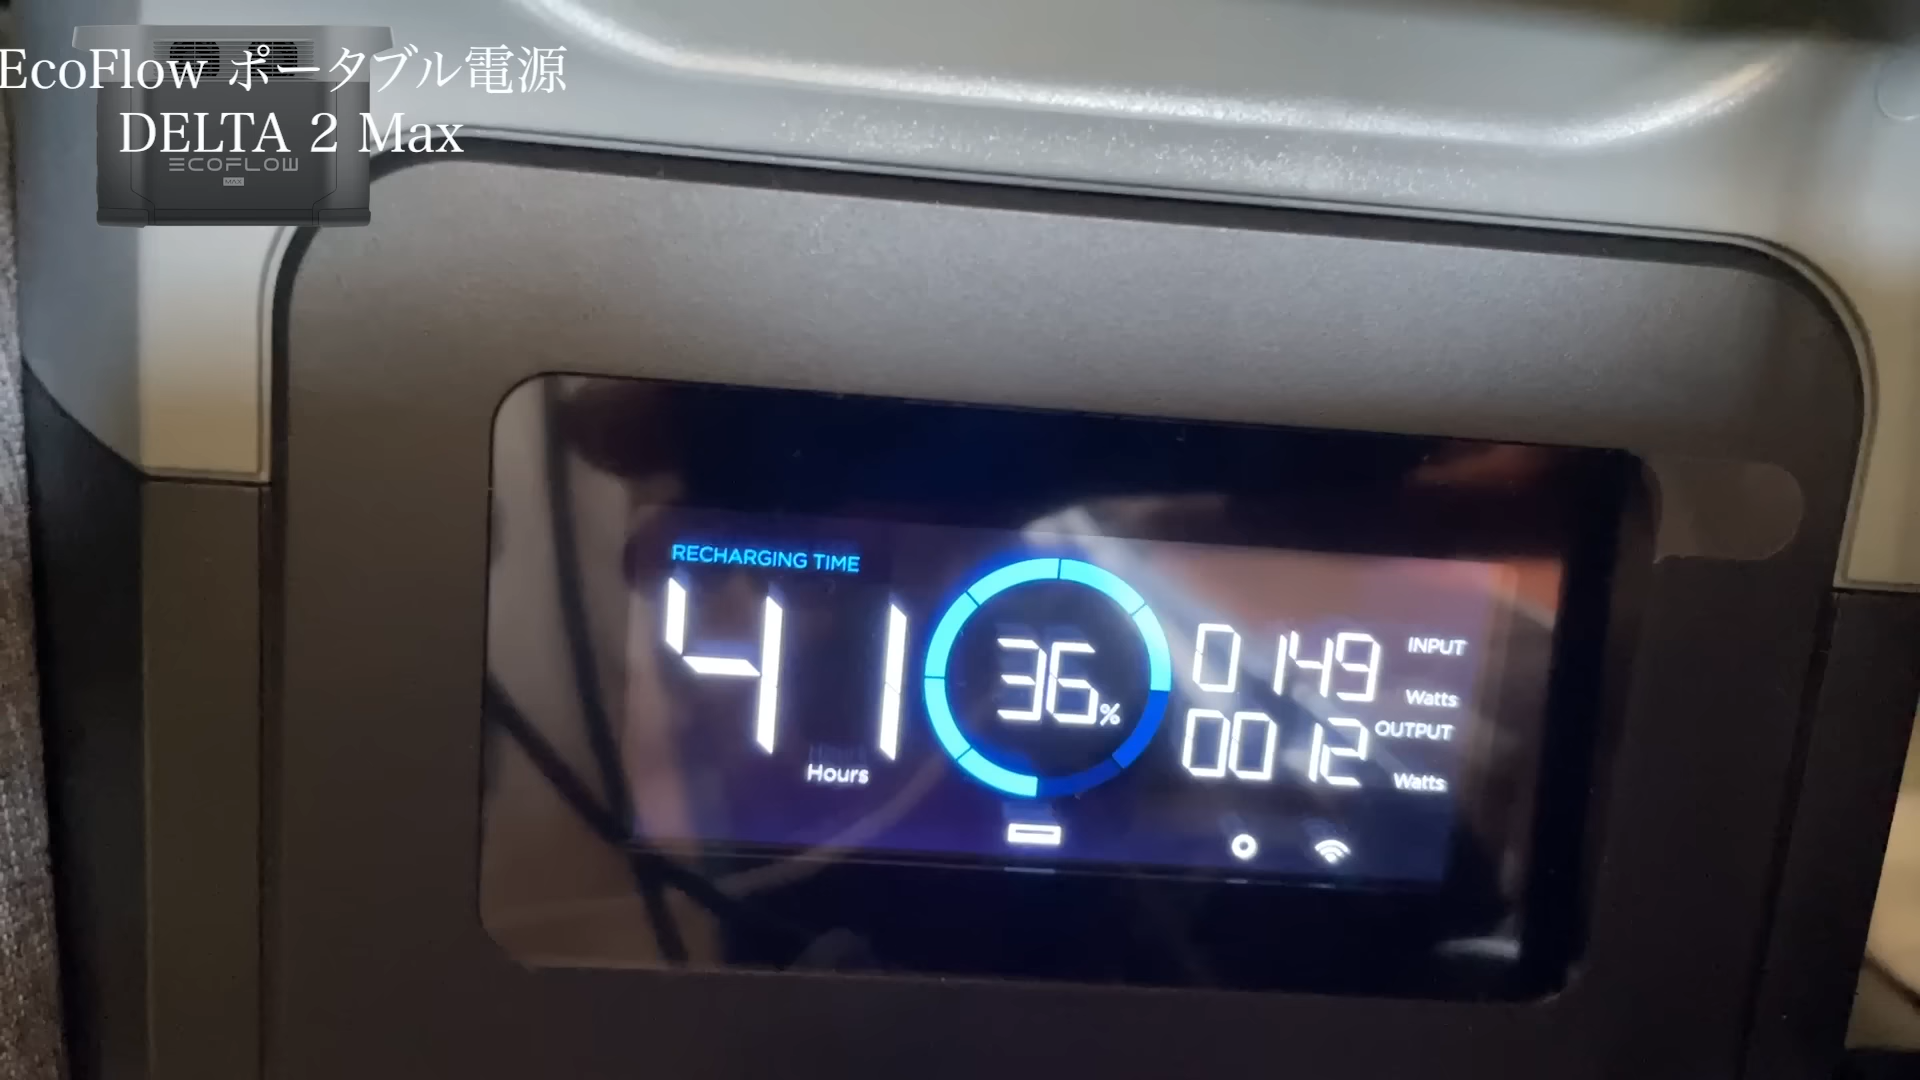 EcoFlow ポータブル電源
DELTA 2 Max
ECOFLOW
MAX
RECHARGING TIME
41
Hours
36%
0149 INPUT
Watts
0012 OUTPUT
Watts